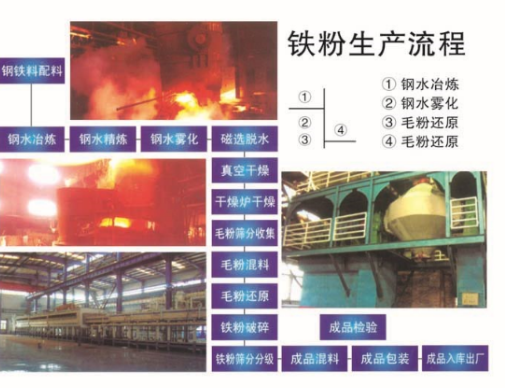 铁粉生产流程
钢铁料配料
① 钢水冶炼
② 钢水雾化
③ 毛粉还原
④ 毛粉还原
①
②
③
④
钢水冶炼 钢水精炼 钢水雾化 磁选脱水
真空干燥
干燥炉干燥
毛粉筛分收集
毛粉混料
毛粉还原
铁粉破碎
成品检验
铁粉筛分分级 成品混料 成品包装 成品入库出厂